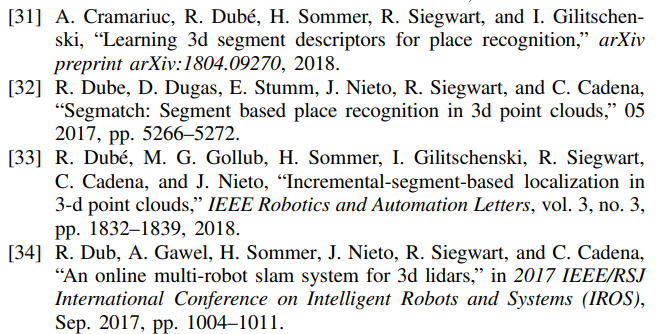 [31] A. Cramariuc, R. Dubé, H. Sommer, R. Siegwart, and I. Gilitschen-
ski, “Learning 3d segment descriptors for place recognition,” arXiv
preprint arXiv:1804.09270, 2018.
[32] R. Dube, D. Dugas, E. Stumm, J. Nieto, R. Siegwart, and C. Cadena,
“Segmatch: Segment based place recognition in 3d point clouds,” 05
2017, pp. 5266–5272.
[33] R. Dubé, M. G. Gollub, H. Sommer, I. Gilitschenski, R. Siegwart,
C. Cadena, and J. Nieto, “Incremental-segment-based localization in
3-d point clouds,” IEEE Robotics and Automation Letters, vol. 3, no. 3,
pp. 1832–1839, 2018.
[34] R. Dub, A. Gawel, H. Sommer, J. Nieto, R. Siegwart, and C. Cadena,
“An online multi-robot slam system for 3d lidars,” in 2017 IEEE/RSJ
International Conference on Intelligent Robots and Systems (IROS),
Sep. 2017, pp. 1004–1011.